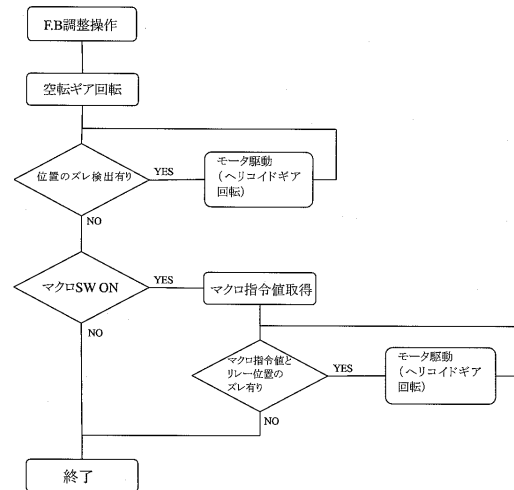 F.B調整操作
空転ギア回転
位置のズレ検出有り
YES
モータ駆動
(ヘリコイドギア
回転)
NO
マクロSW ON
YES
マクロ指令値取得
NO
マクロ指令値と
リレー位置の
ズレ有り
YES
モータ駆動
(ヘリコイドギア
回転)
NO
終了